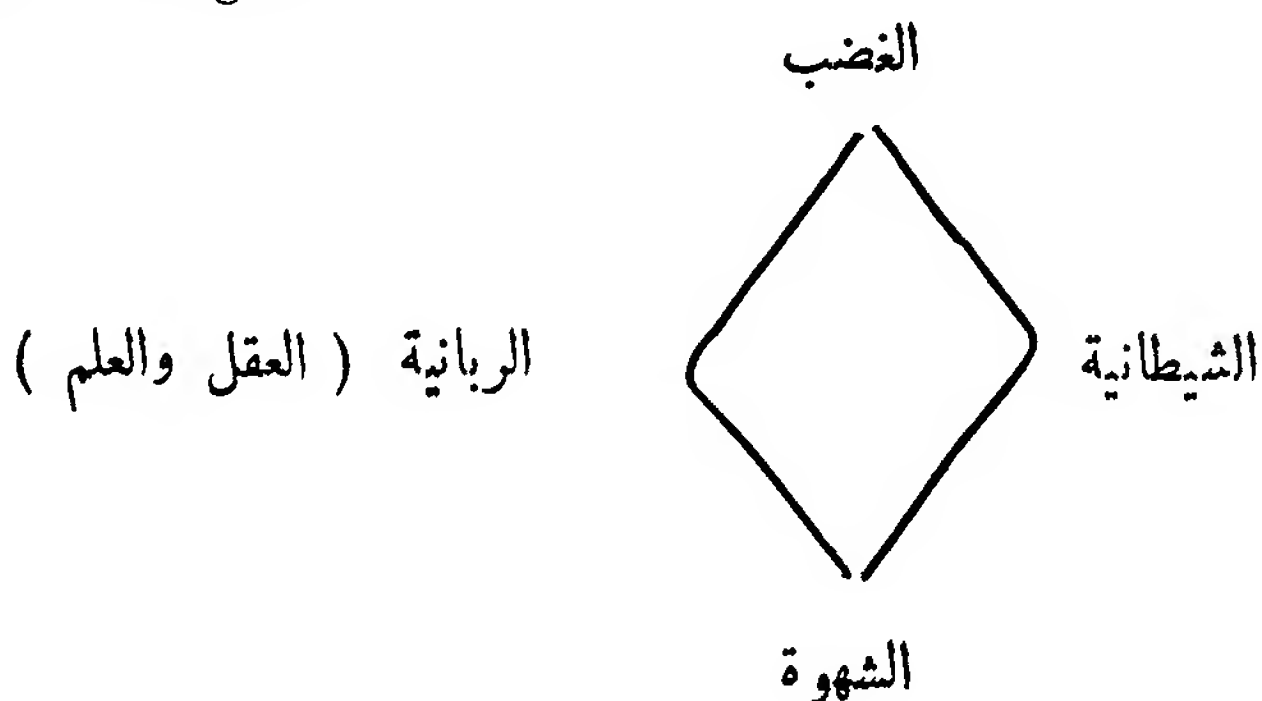 الغضب
الشيطانية
الربانية ( العقل والعلم )
الشهوة